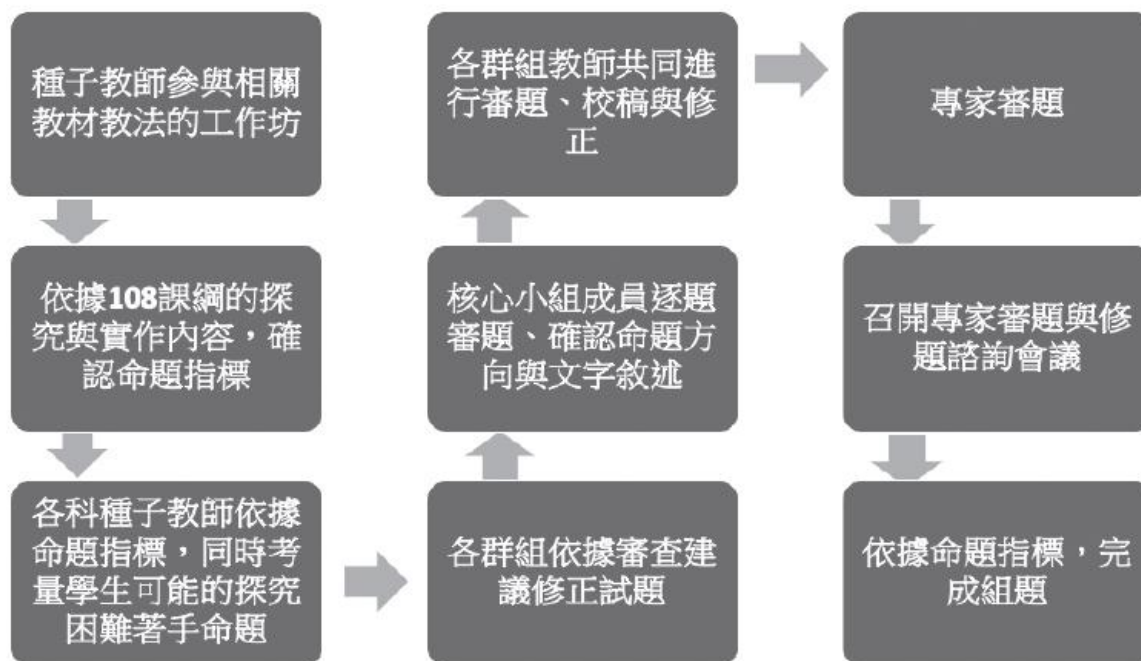 種子教師參與相關
教材教法的工作坊
依據108課綱的探
究與實作內容，確
認命題指標
各科種子教師依據
命題指標，同時考
量學生可能的探究
困難著手命題
各群組依據審查建
議修正試題
核心小組成員逐題
審題、確認命題方
向與文字敘述
各群組教師共同進
行審題、校稿與修
正
專家審題
召開專家審題與修
題諮詢會議
依據命題指標，完
成組題